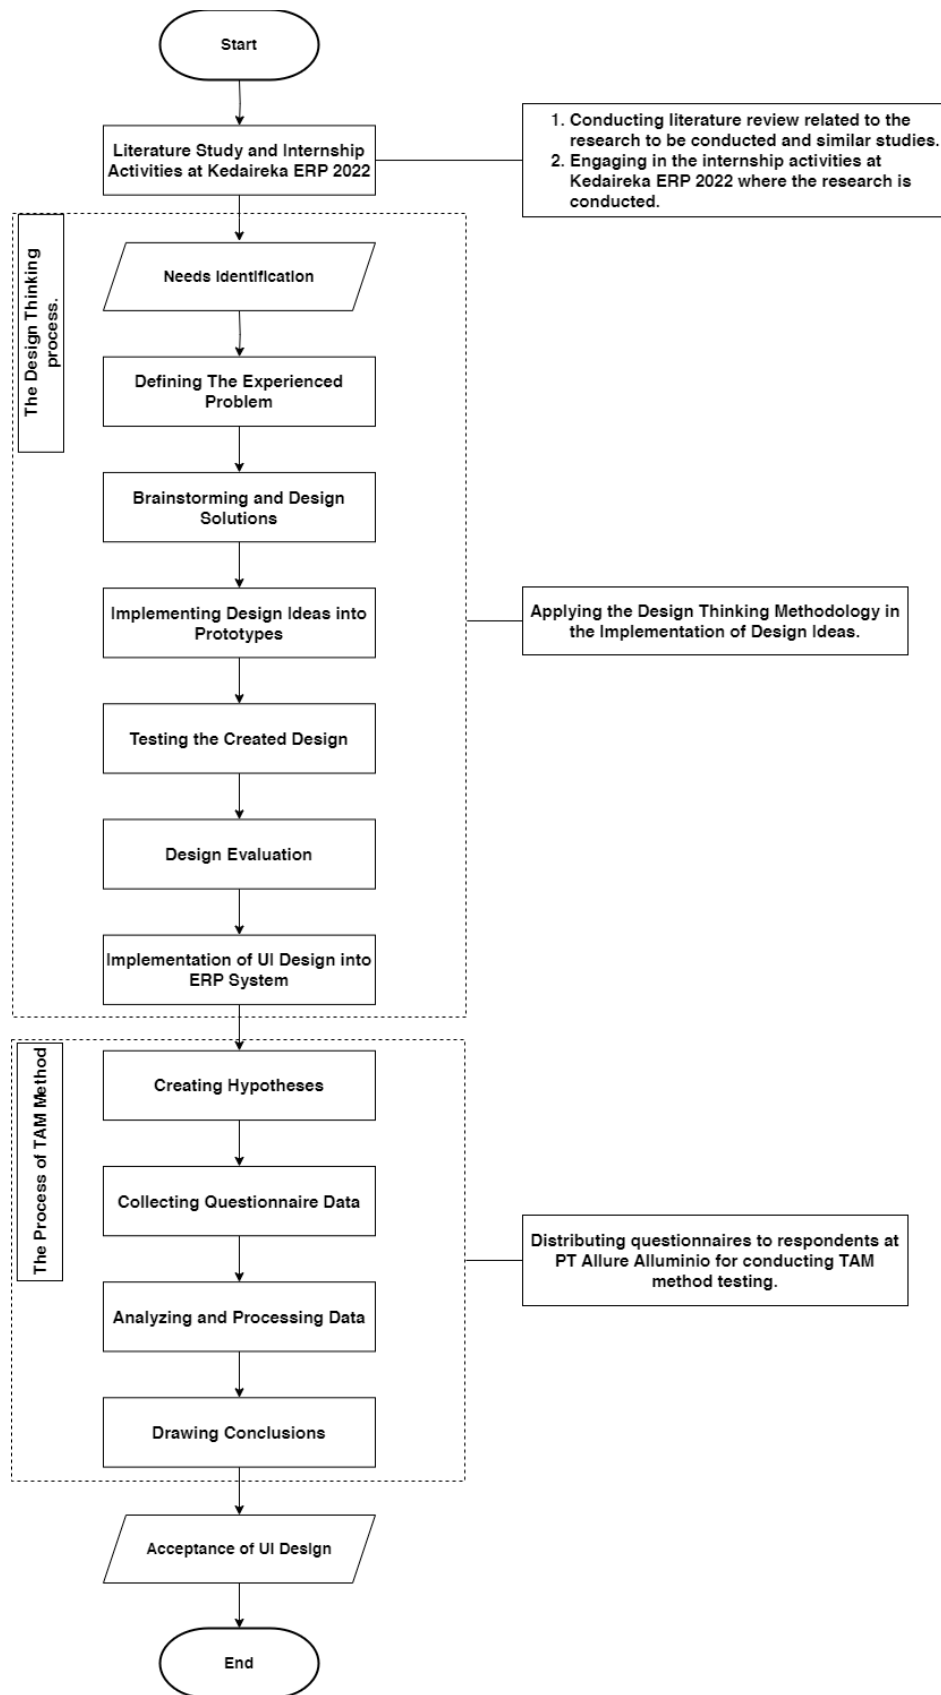 Start
Literature Study and Internship
Activities at Kedaireka ERP 2022
1. Conducting literature review related to the
research to be conducted and similar studies.
2. Engaging in the internship activities at
Kedaireka ERP 2022 where the research is
conducted.
The Design Thinking
process.
Needs Identification
Defining The Experienced
Problem
Brainstorming and Design
Solutions
Implementing Design Ideas into
Prototypes
Applying the Design Thinking Methodology in
the Implementation of Design Ideas.
Testing the Created Design
Design Evaluation
Implementation of UI Design into
ERP System
The Process of TAM Method
Creating Hypotheses
Collecting Questionnaire Data
Distributing questionnaires to respondents at
PT Allure Alluminio for conducting TAM
method testing.
Analyzing and Processing Data
Drawing Conclusions
Acceptance of UI Design
End